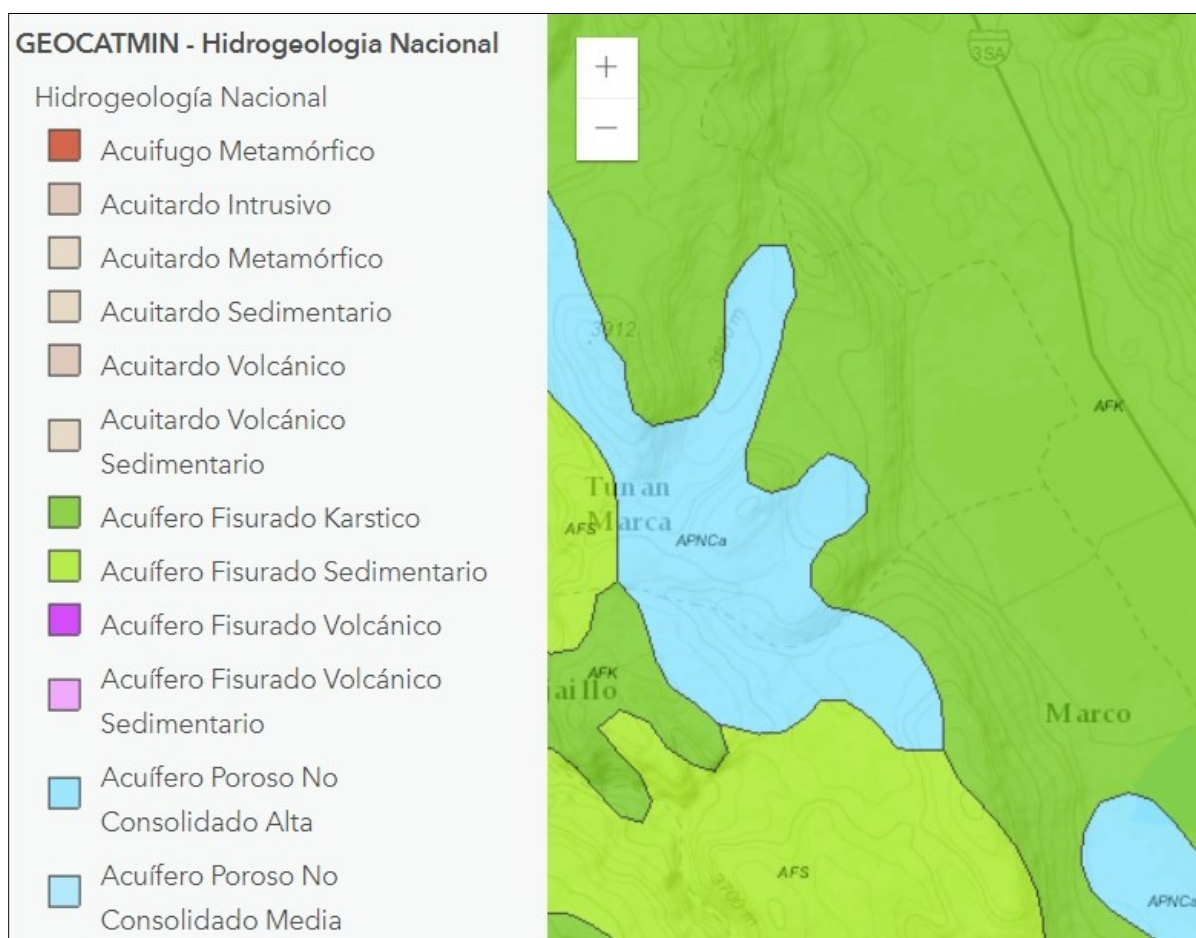 GEOCATMIN - Hidrogeologia Nacional
Hidrogeología Nacional
Acuifugo Metamórfico
Acuitardo Intrusivo
Acuitardo Metamórfico
Acuitardo Sedimentario
Acuitardo Volcánico
Acuitardo Volcánico
Sedimentario
Acuífero Fisurado Karstico
Acuífero Fisurado Sedimentario
Acuífero Fisurado Volcánico
Acuífero Fisurado Volcánico
Sedimentario
Acuífero Poroso No
Consolidado Alta
Acuífero Poroso No
Consolidado Media
+
−
3SA
3912
AFK
Tunan
Marca
AFS
APNCa
AFK
jaillo
Marco
AFS
3700 m
APNCa